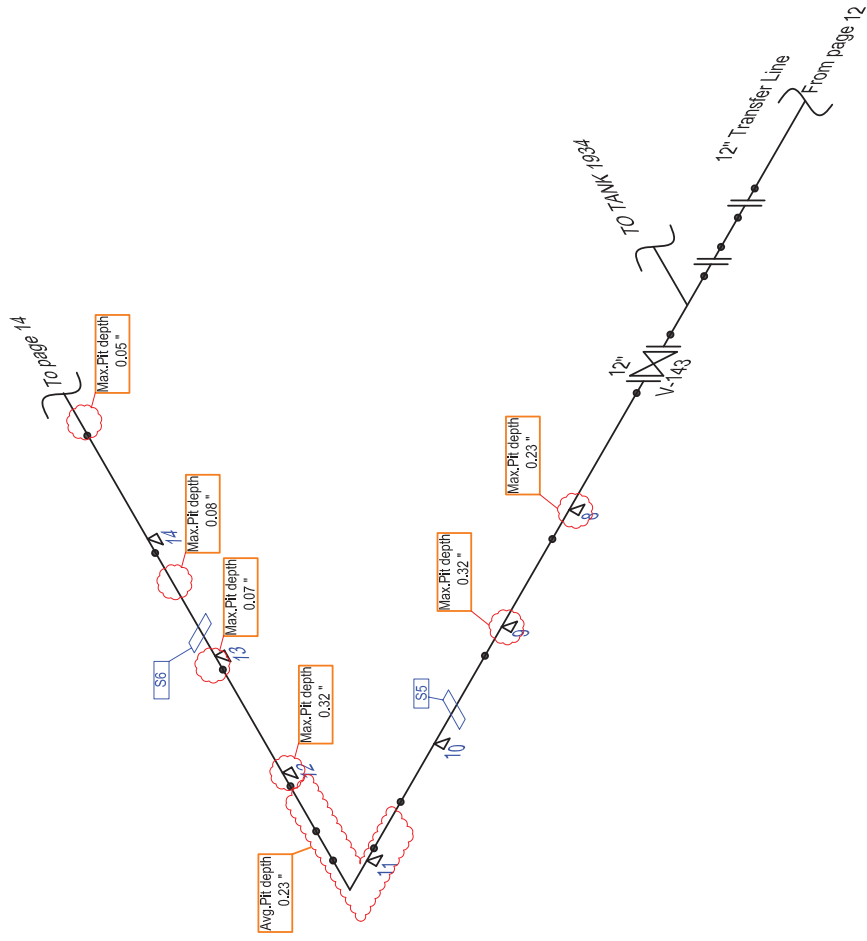 To page 14
Max.Pit depth
0.05 "
14
Max.Pit depth
0.08 "
S6
13
Max.Pit depth
0.07 "
12
Max.Pit depth
0.32 "
Avg.Pit depth
0.23 "
11
10
S5
9
Max.Pit depth
0.32 "
8
Max.Pit depth
0.23 "
12"
V-143
TO TANK 1934
12" Transfer Line
From page 12